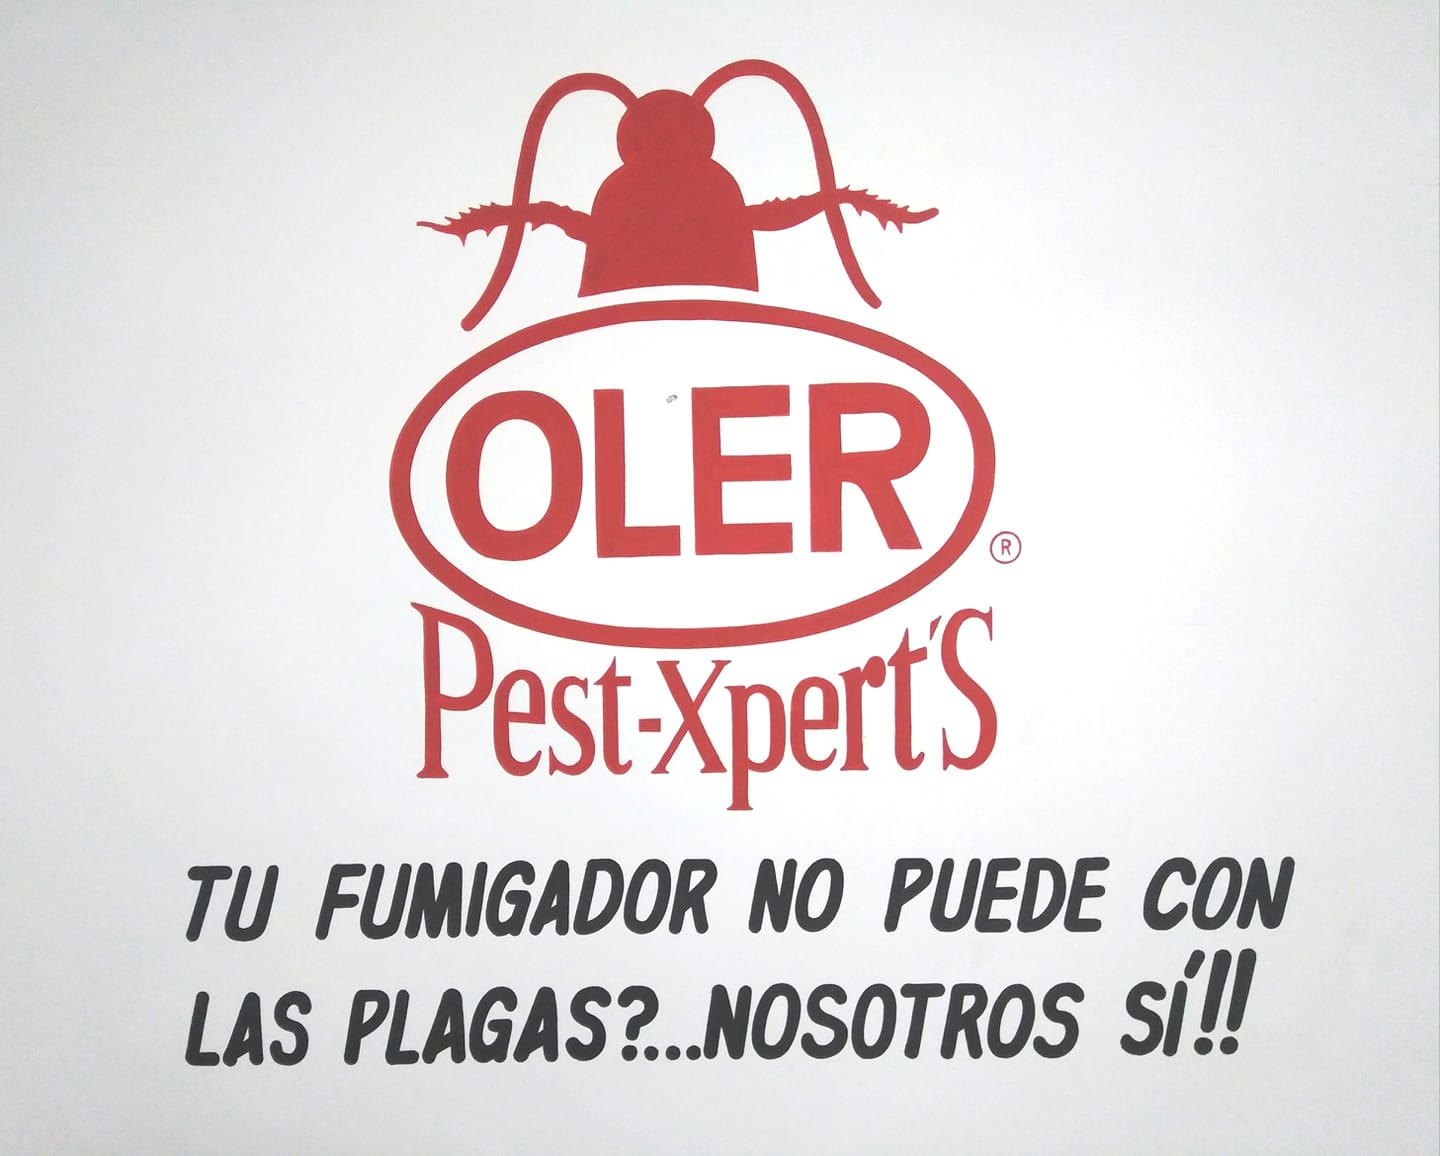 OLER
®
Pest-Xpert'S
TU FUMIGADOR NO PUEDE CON
LAS PLAGAS?...NOSOTROS SÍ!!